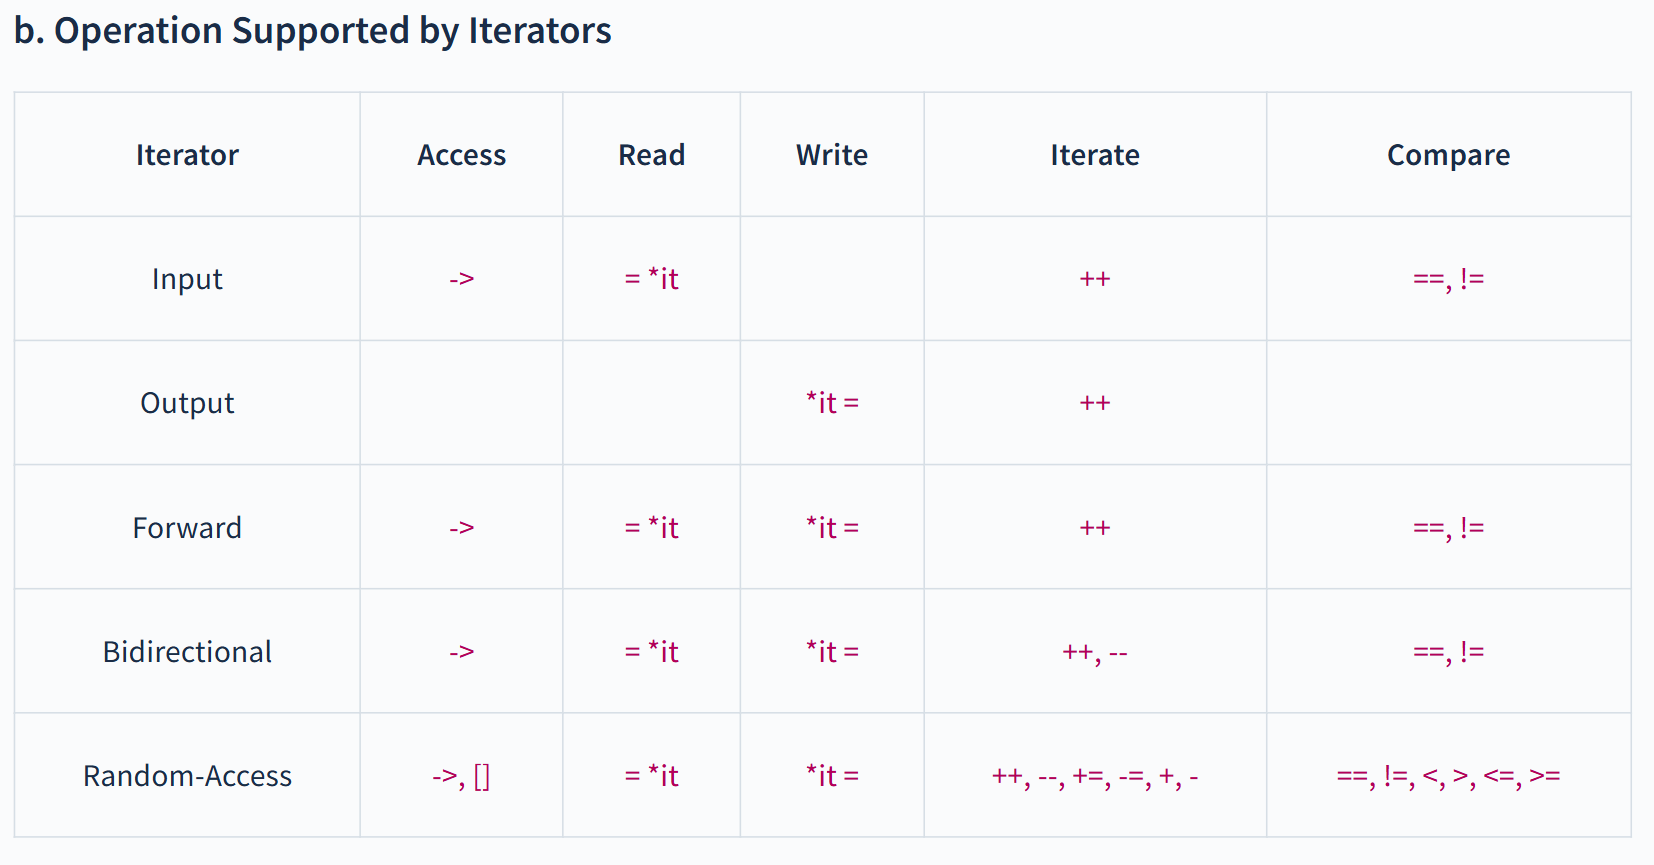 b. Operation Supported by Iterators
Iterator Access Read Write Iterate Compare
Input -> = *it ++ ==, !=
Output *it = ++
Forward -> = *it *it = ++ ==, !=
Bidirectional -> = *it *it = ++, -- ==, !=
Random-Access ->, [] = *it *it = ++, --, +=, -=, +, - ==, !=, <, >, <=, >=